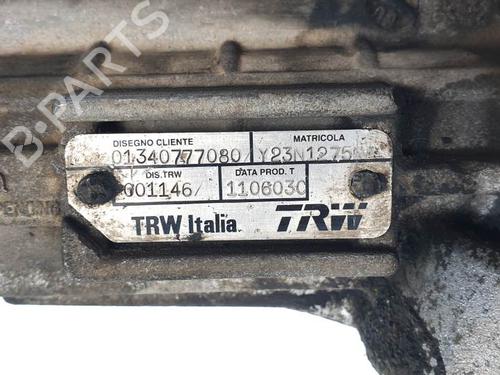 B-PARTS
DISEGNO CLIENTE MATRICOLA
01340777080/ Y23N1275
DIS. TRW DATA PROD. T
001146/ 1106030
TRW Italia. TRW